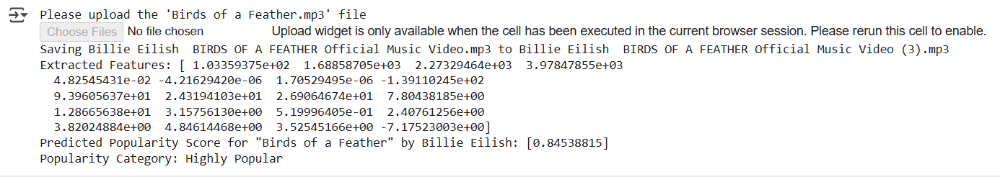 Please upload the 'Birds of a Feather.mp3' file
Choose Files No file chosen Upload widget is only available when the cell has been executed in the current browser session. Please rerun this cell to enable.
Saving Billie Eilish  BIRDS OF A FEATHER Official Music Video.mp3 to Billie Eilish  BIRDS OF A FEATHER Official Music Video (3).mp3
Extracted Features: [ 1.03359375e+02  1.68858705e+03  2.27329464e+03  3.97847855e+03
  4.82545431e-02 -4.21629420e-06  1.70529495e-06 -1.39110245e+02
  9.39605637e+01  2.43194103e+01  2.69064674e+01  7.80438185e+00
  1.28665638e+01  3.15756130e+00  5.19996405e-01  2.40761256e+00
  3.82024884e+00  4.84614468e+00  3.52545166e+00 -7.17523003e+00]
Predicted Popularity Score for "Birds of a Feather" by Billie Eilish: [0.84538815]
Popularity Category: Highly Popular